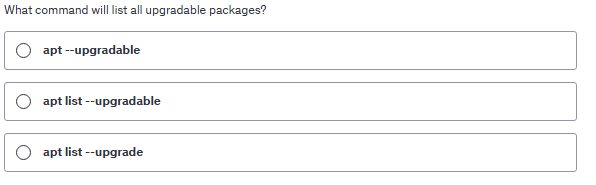 What command will list all upgradable packages?
apt --upgradable
apt list --upgradable
apt list --upgrade